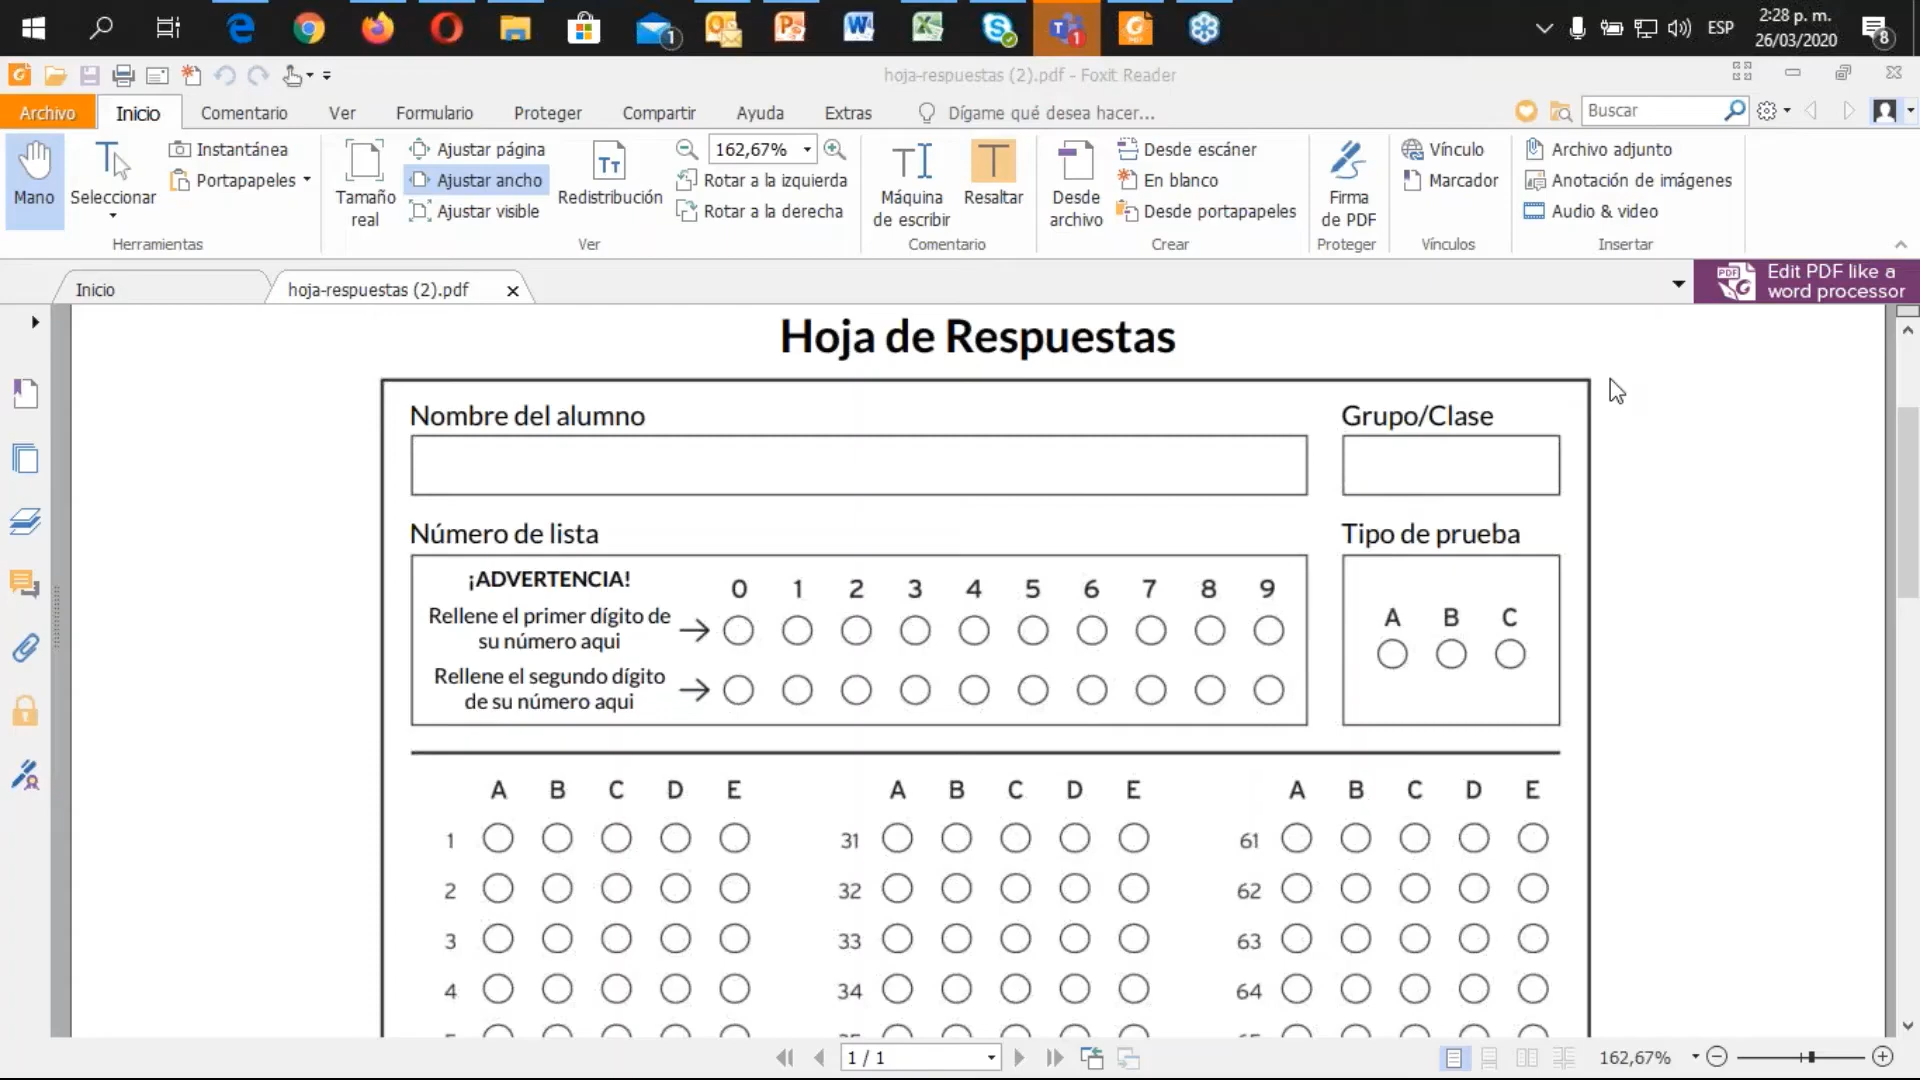 2:28 p. m.
ESP
26/03/2020
1
1
8
hoja-respuestas (2).pdf - Foxit Reader
Archivo Inicio Comentario Ver Formulario Proteger Compartir Ayuda Extras Dígame qué desea hacer... Buscar
Mano
Seleccionar
Instantánea
Portapapeles
Herramientas
Tamaño real
Ajustar página
Ajustar ancho
Ajustar visible
Redistribución
162,67%
Rotar a la izquierda
Rotar a la derecha
Ver
Máquina de escribir
Resaltar
Comentario
Desde archivo
Desde escáner
En blanco
Desde portapapeles
Crear
Firma de PDF
Proteger
Vínculo
Marcador
Vínculos
Archivo adjunto
Anotación de imágenes
Audio & video
Insertar
Inicio
hoja-respuestas (2).pdf
PDF
Edit PDF like a
word processor
Hoja de Respuestas
Nombre del alumno
Grupo/Clase
Número de lista
Tipo de prueba
¡ADVERTENCIA!
0 1 2 3 4 5 6 7 8 9
Rellene el primer dígito de
su número aqui
Rellene el segundo dígito
de su número aqui
A B C
A B C D E A B C D E A B C D E
1 31 61
2 32 62
3 33 63
4 34 64
1 / 1
162,67%